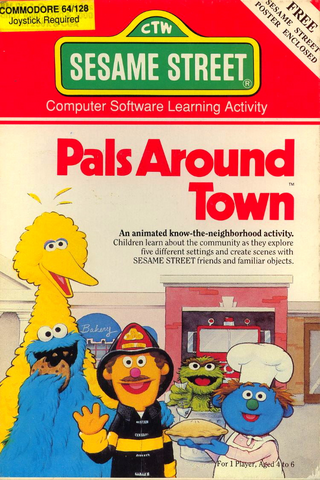 COMMODORE 64/128
Joystick Required
FREE
SESAME STREET
POSTER ENCLOSED
CTW
SESAME STREET®
Computer Software Learning Activity
Pals Around
Town™
An animated know-the-neighborhood activity.
Children learn about the community as they explore
five different settings and create scenes with
SESAME STREET friends and familiar objects.
Bakery
For 1 Player, Aged 4 to 6